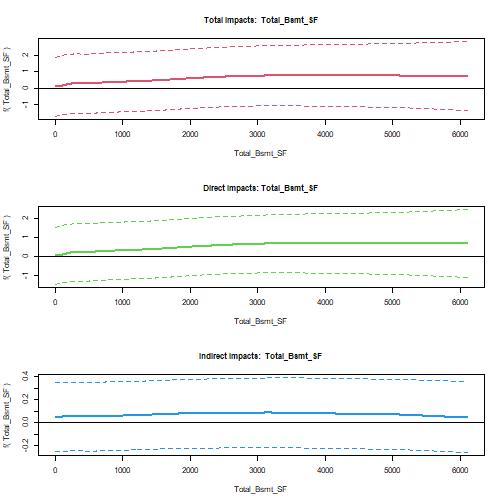 Total Impacts: Total_Bsmt_SF
f( Total_Bsmt_SF )
-1 0 1 2
0 1000 2000 3000 4000 5000 6000
Total_Bsmt_SF
Direct Impacts: Total_Bsmt_SF
f( Total_Bsmt_SF )
-1 0 1 2
0 1000 2000 3000 4000 5000 6000
Total_Bsmt_SF
Indirect Impacts: Total_Bsmt_SF
f( Total_Bsmt_SF )
-0.2 0.0 0.2 0.4
0 1000 2000 3000 4000 5000 6000
Total_Bsmt_SF